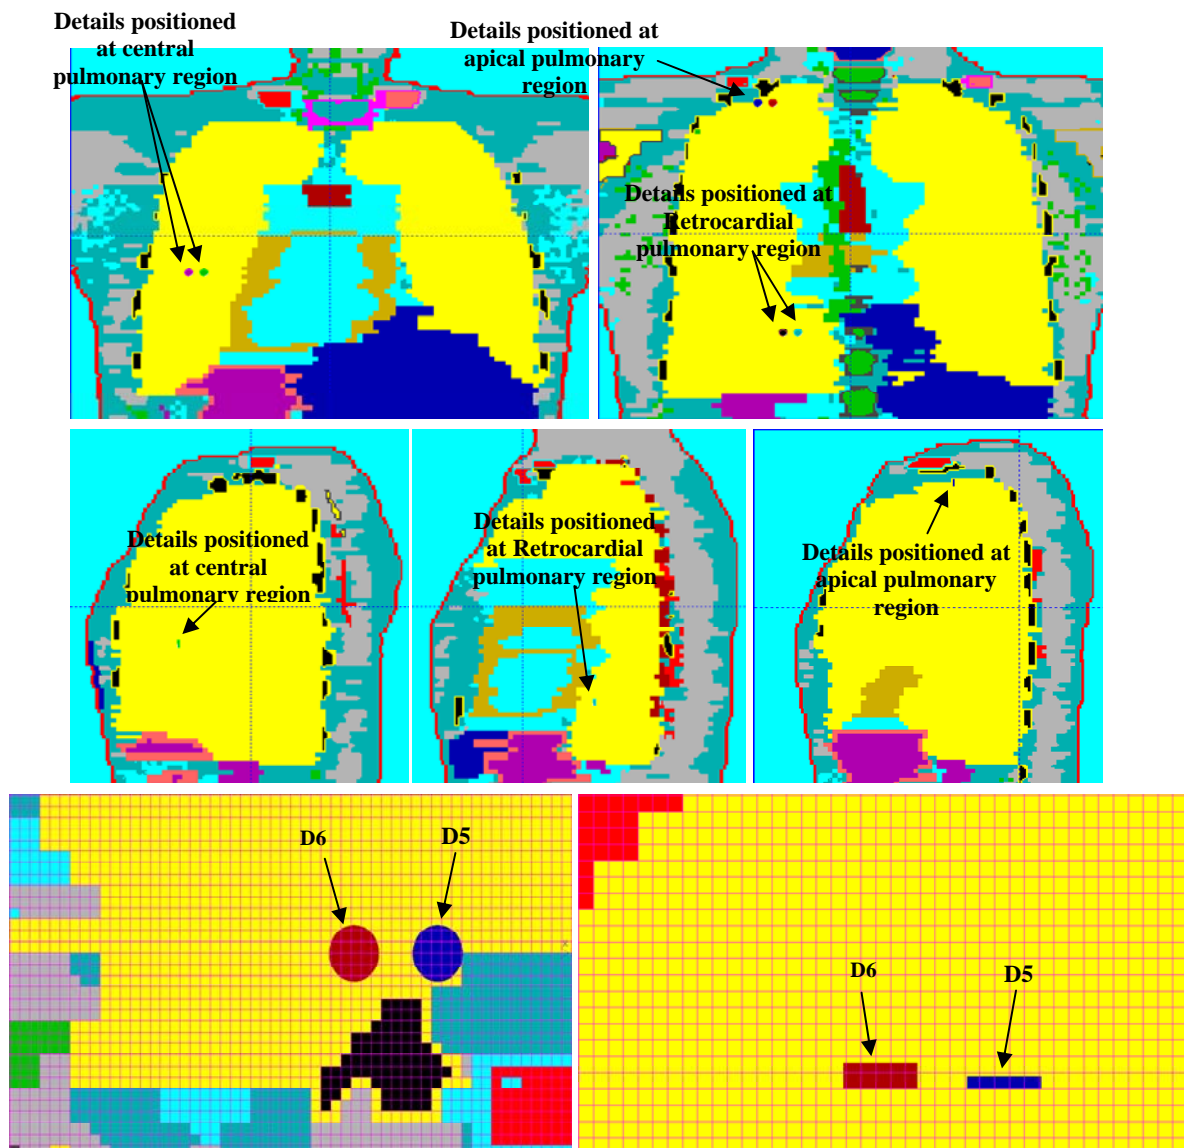 Details positioned
at central
pulmonary region
Details positioned at
apical pulmonary
region
Details positioned at
Retrocardial
pulmonary region
Details positioned
at central
pulmonary region
Details positioned
at Retrocardial
pulmonary region
Details positioned at
apical pulmonary
region
D6
D5
x
D6
D5